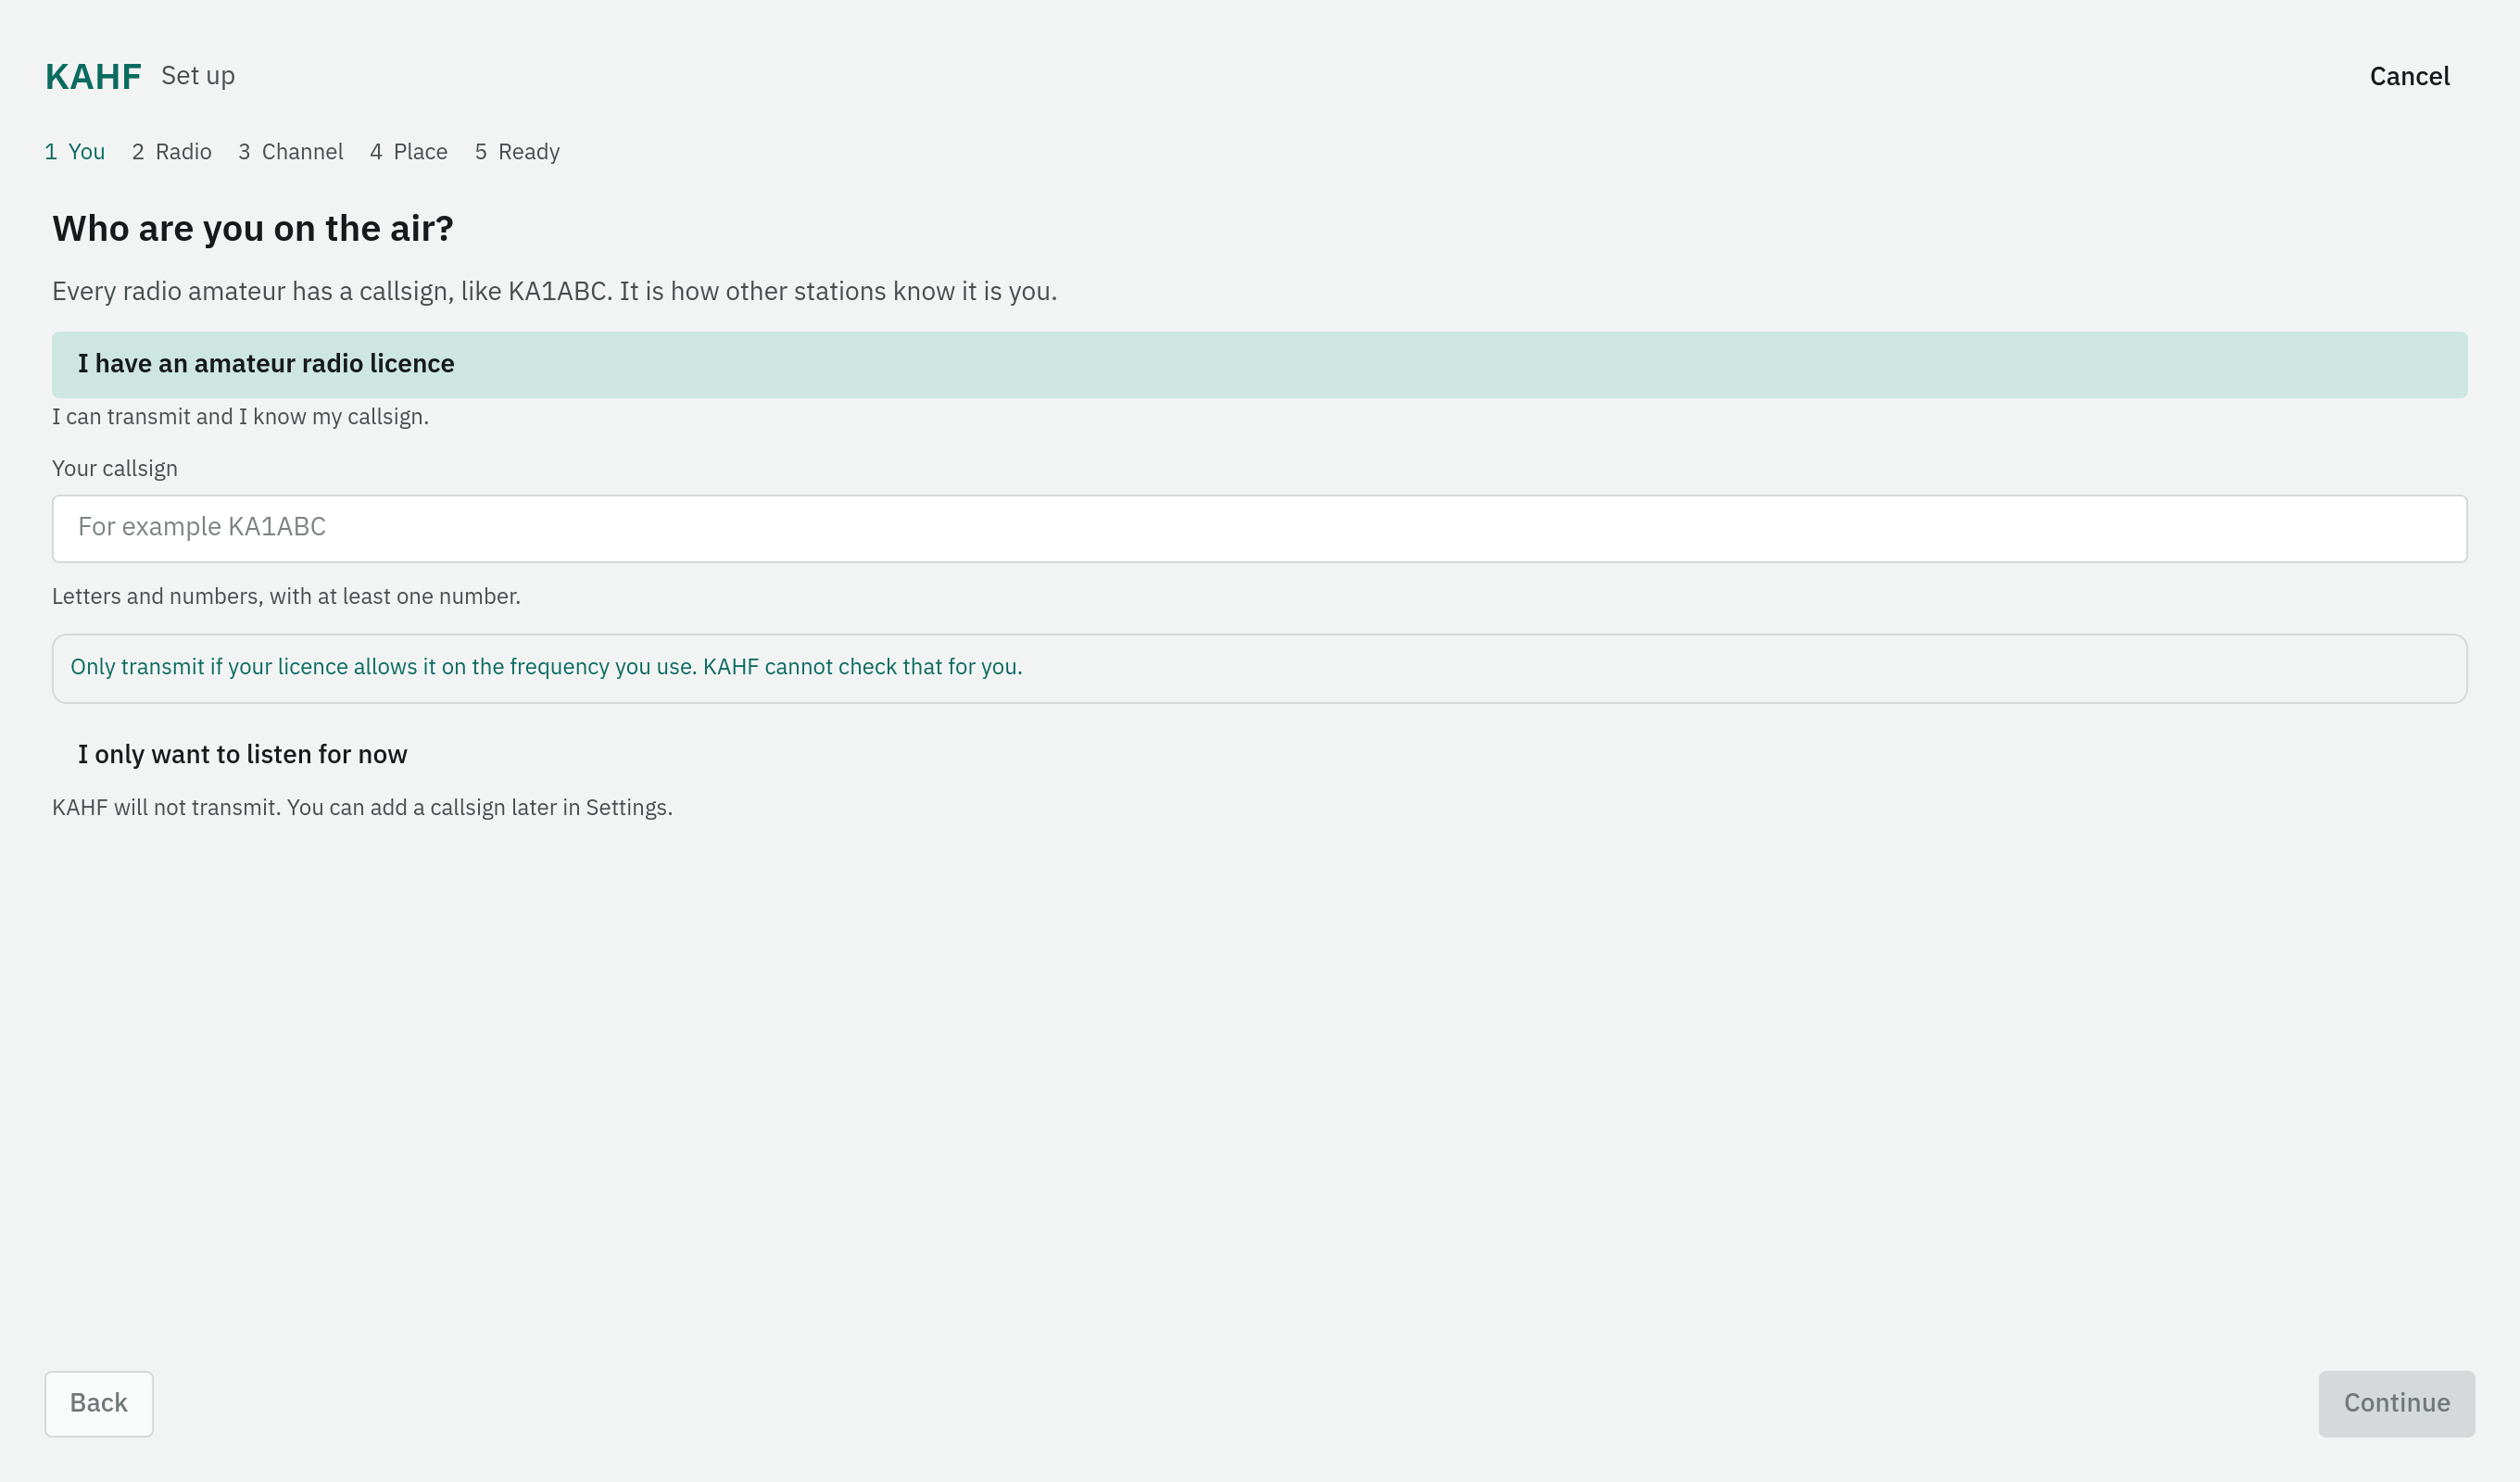 KAHF Set up
Cancel
1 You 2 Radio 3 Channel 4 Place 5 Ready
Who are you on the air?
Every radio amateur has a callsign, like KA1ABC. It is how other stations know it is you.
I have an amateur radio licence
I can transmit and I know my callsign.
Your callsign
For example KA1ABC
Letters and numbers, with at least one number.
Only transmit if your licence allows it on the frequency you use. KAHF cannot check that for you.
I only want to listen for now
KAHF will not transmit. You can add a callsign later in Settings.
Back
Continue